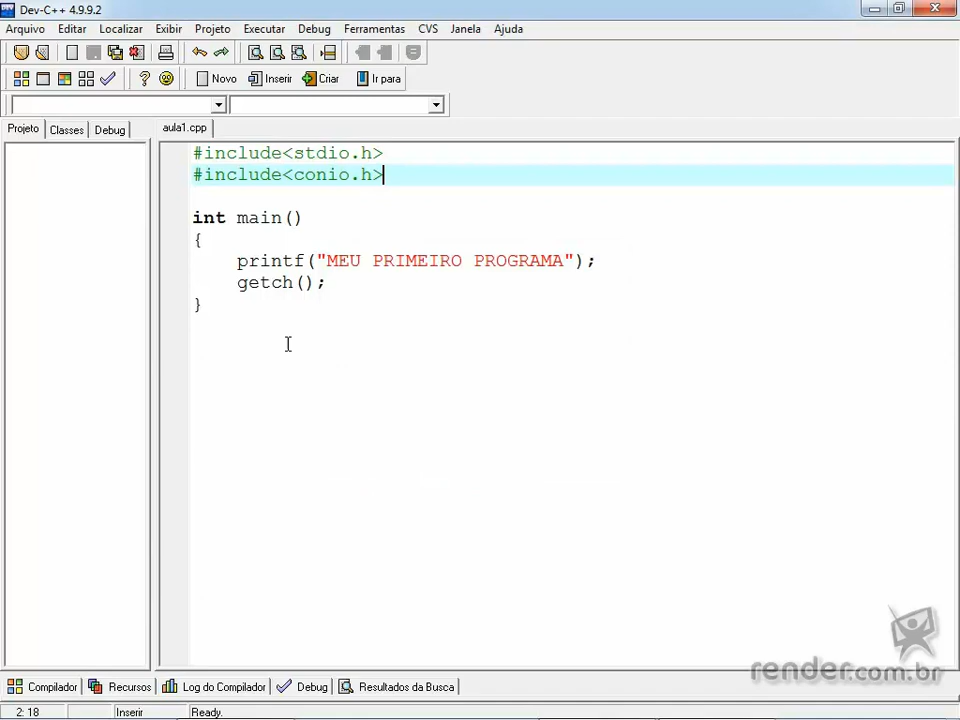 Dev-C++ 4.9.9.2
Arquivo Editar Localizar Exibir Projeto Executar Debug Ferramentas CVS Janela Ajuda
Novo Inserir Criar Ir para
Projeto Classes Debug aula1.cpp
#include<stdio.h>
#include<conio.h>
int main()
{
printf("MEU PRIMEIRO PROGRAMA");
getch();
}
render.com.br
Compilador Recursos Log do Compilador Debug Resultados da Busca
2: 18 Inserir Ready.